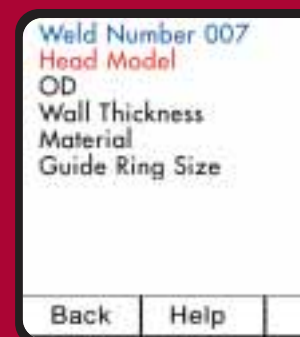 Weld Number 007
Head Model
OD
Wall Thickness
Material
Guide Ring Size
Back Help